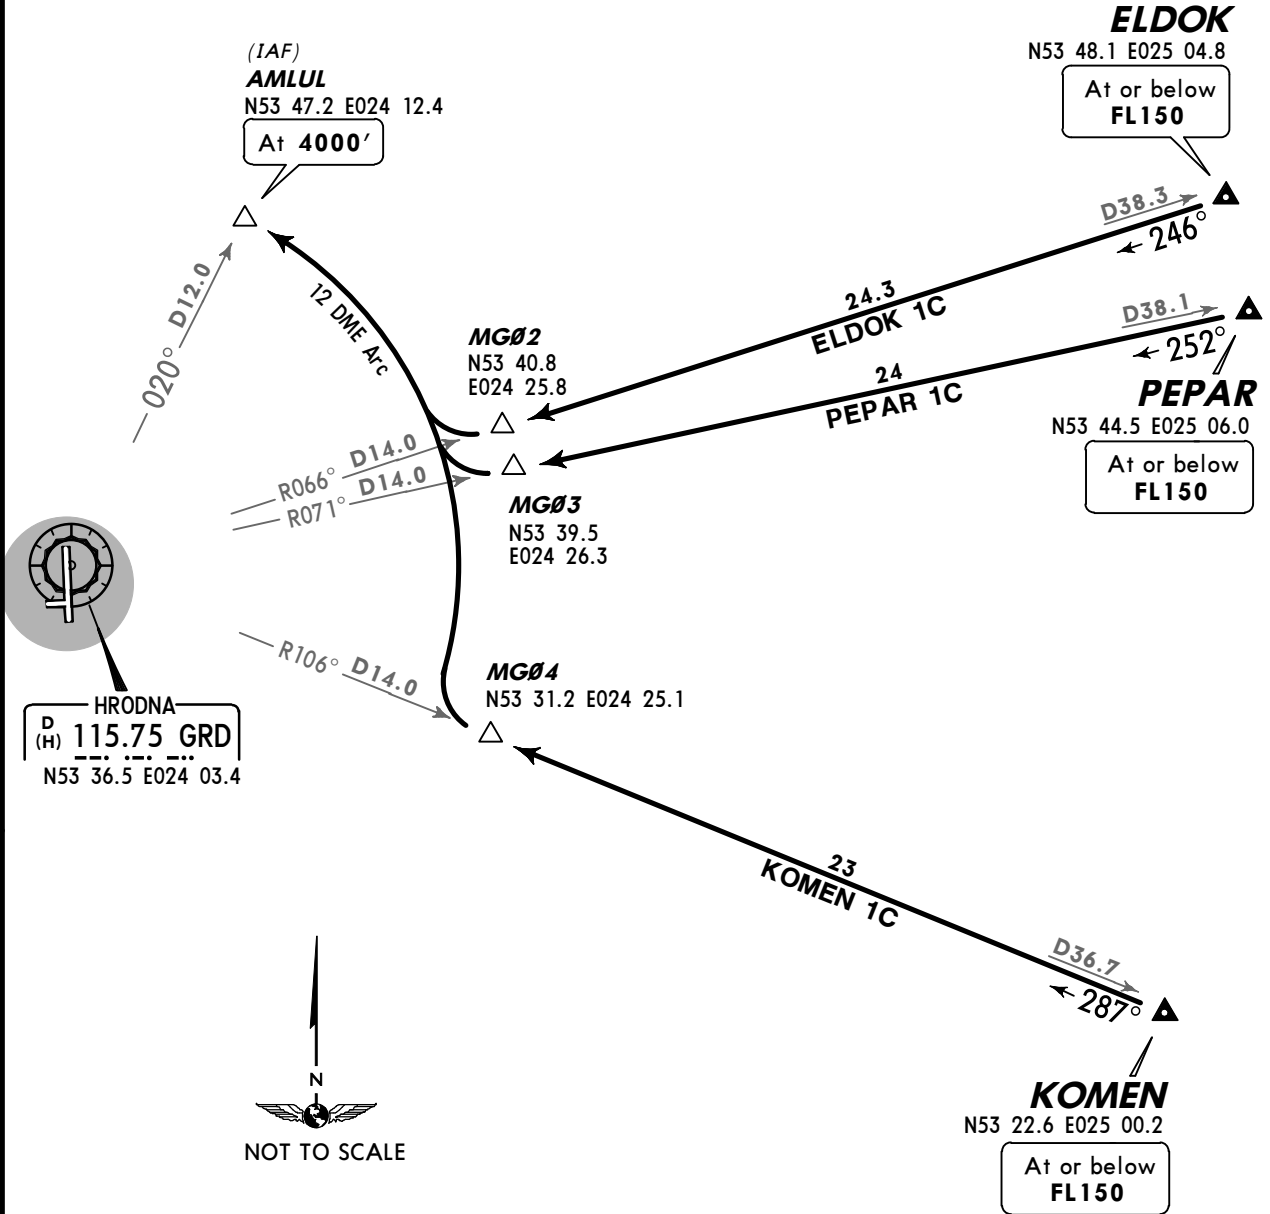 ELDOK
N53 48.1 E025 04.8
At or below
FL150
(IAF)
AMLUL
N53 47.2 E024 12.4
At 4000'
D38.3
246°
24.3
ELDOK 1C
D38.1
252°
24
PEPAR 1C
PEPAR
N53 44.5 E025 06.0
At or below
FL150
020° D12.0
12 DME Arc
MGØ2
N53 40.8
E024 25.8
R066° D14.0
R071° D14.0
MGØ3
N53 39.5
E024 26.3
R106° D14.0
MGØ4
N53 31.2 E024 25.1
HRODNA
D
(H) 115.75 GRD
N53 36.5 E024 03.4
23
KOMEN 1C
D36.7
287°
KOMEN
N53 22.6 E025 00.2
At or below
FL150
N
NOT TO SCALE